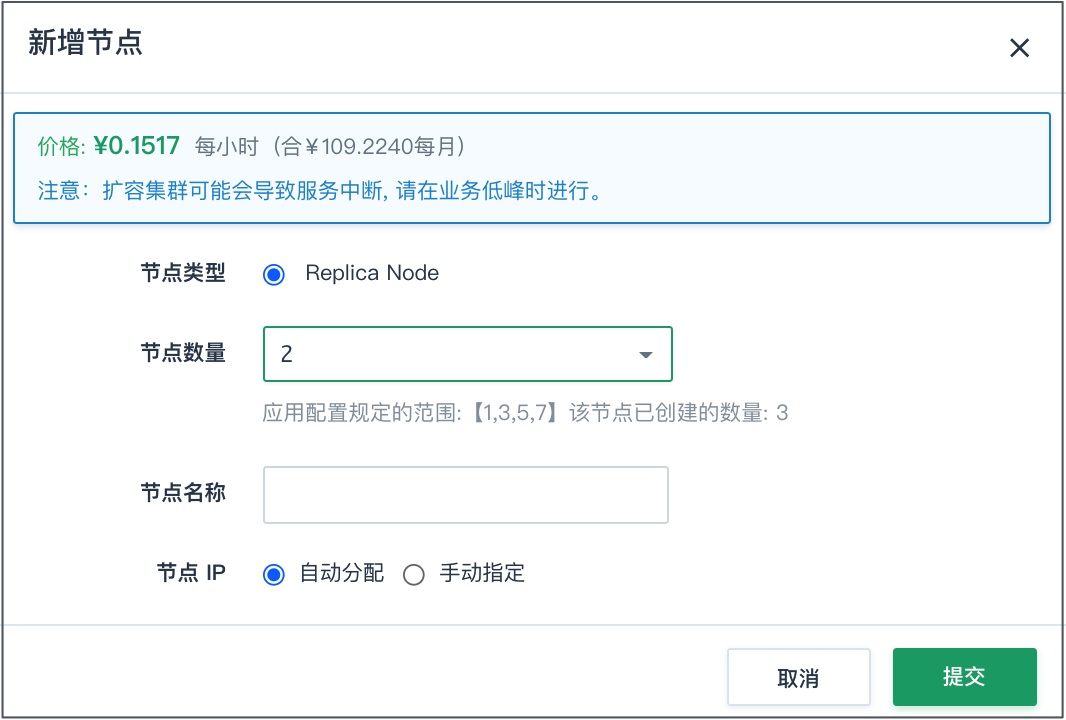 新增节点
价格: ¥0.1517 每小时（合￥109.2240每月）
注意：扩容集群可能会导致服务中断, 请在业务低峰时进行。
节点类型 Replica Node
节点数量 2
应用配置规定的范围:【1,3,5,7】该节点已创建的数量: 3
节点名称
节点 IP 自动分配 手动指定
取消 提交